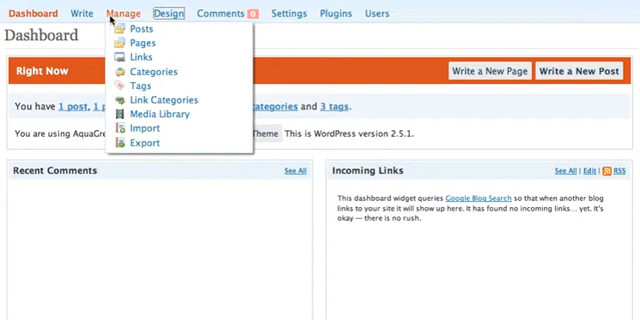 Dashboard Write Manage Design Comments 0 Settings Plugins Users
Dashboard
Posts
Pages
Links
Categories
Tags
Link Categories
Media Library
Import
Export
Right Now
Write a New Page Write a New Post
You have 1 post, 1 p categories and 3 tags.
You are using AquaGre Theme This is WordPress version 2.5.1.
Recent Comments See All
Incoming Links See All | Edit | RSS
This dashboard widget queries Google Blog Search so that when another blog
links to your site it will show up here. It has found no incoming links... yet. It's
okay — there is no rush.